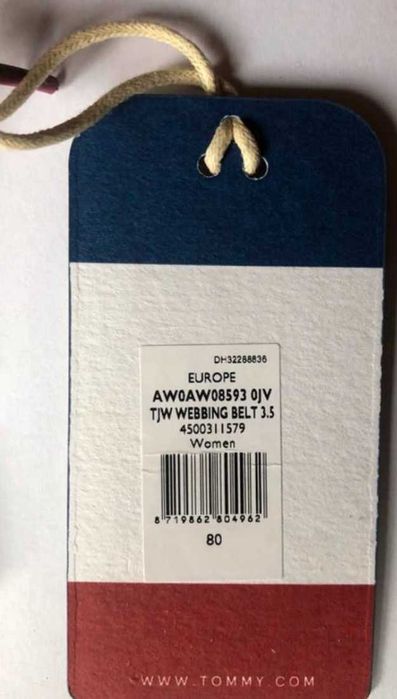 DH32288836
EUROPE
AW0AW08593 0JV
TJW WEBBING BELT 3.5
4500311579
Women
8 719862 804962
80
WWW.TOMMY.COM